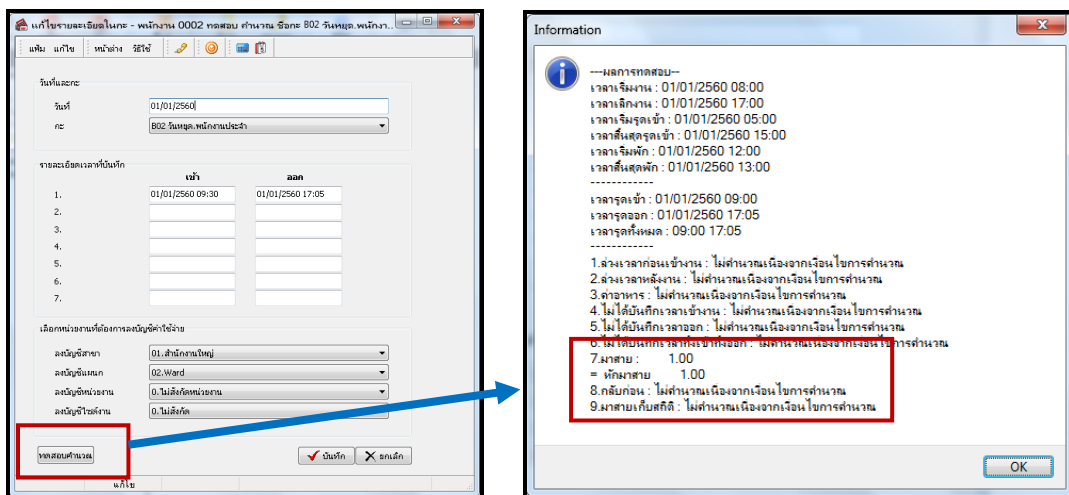 แก้ไขรายละเอียดในกะ - พนักงาน 0002 ทดสอบ คำนวณ ชื่อกะ B02 วันหยุด.พนักงา...
แฟ้ม แก้ไข หน้าต่าง วิธีใช้
วันที่และกะ
วันที่ 01/01/2560
กะ B02 วันหยุด.พนักงานประจำ
รายละเอียดเวลาที่บันทึก
เข้า ออก
1. 01/01/2560 09:30 01/01/2560 17:05
2.
3.
4.
5.
6.
7.
เลือกหน่วยงานที่ต้องการลงบัญชีค่าใช้จ่าย
ลงบัญชีสาขา 01.สำนักงานใหญ่
ลงบัญชีแผนก 02.Ward
ลงบัญชีหน่วยงาน 0.ไม่สังกัดหน่วยงาน
ลงบัญชีไซต์งาน 0.ไม่สังกัด
ทดสอบคำนวณ บันทึก ยกเลิก
แก้ไข
Information
---ผลการทดสอบ--
เวลาเริ่มงาน : 01/01/2560 08:00
เวลาเลิกงาน : 01/01/2560 17:00
เวลาเริ่มรูดเข้า : 01/01/2560 05:00
เวลาสิ้นสุดรูดเข้า : 01/01/2560 15:00
เวลาเริ่มพัก : 01/01/2560 12:00
เวลาสิ้นสุดพัก : 01/01/2560 13:00
------------
เวลารูดเข้า : 01/01/2560 09:00
เวลารูดออก : 01/01/2560 17:05
เวลารูดทั้งหมด : 09:00 17:05
------------
1.ล่วงเวลาก่อนเข้างาน : ไม่คำนวณเนื่องจากเงื่อนไขการคำนวณ
2.ล่วงเวลาหลังงาน : ไม่คำนวณเนื่องจากเงื่อนไขการคำนวณ
3.ค่าอาหาร : ไม่คำนวณเนื่องจากเงื่อนไขการคำนวณ
4.ไม่ได้บันทึกเวลาเข้างาน : ไม่คำนวณเนื่องจากเงื่อนไขการคำนวณ
5.ไม่ได้บันทึกเวลาออก : ไม่คำนวณเนื่องจากเงื่อนไขการคำนวณ
6.ไม่ได้บันทึกเวลาทั้งเข้าทั้งออก : ไม่คำนวณเนื่องจากเงื่อนไขการคำนวณ
7.มาสาย : 1.00
= หักมาสาย 1.00
8.กลับก่อน : ไม่คำนวณเนื่องจากเงื่อนไขการคำนวณ
9.มาสายเก็บสถิติ : ไม่คำนวณเนื่องจากเงื่อนไขการคำนวณ
OK